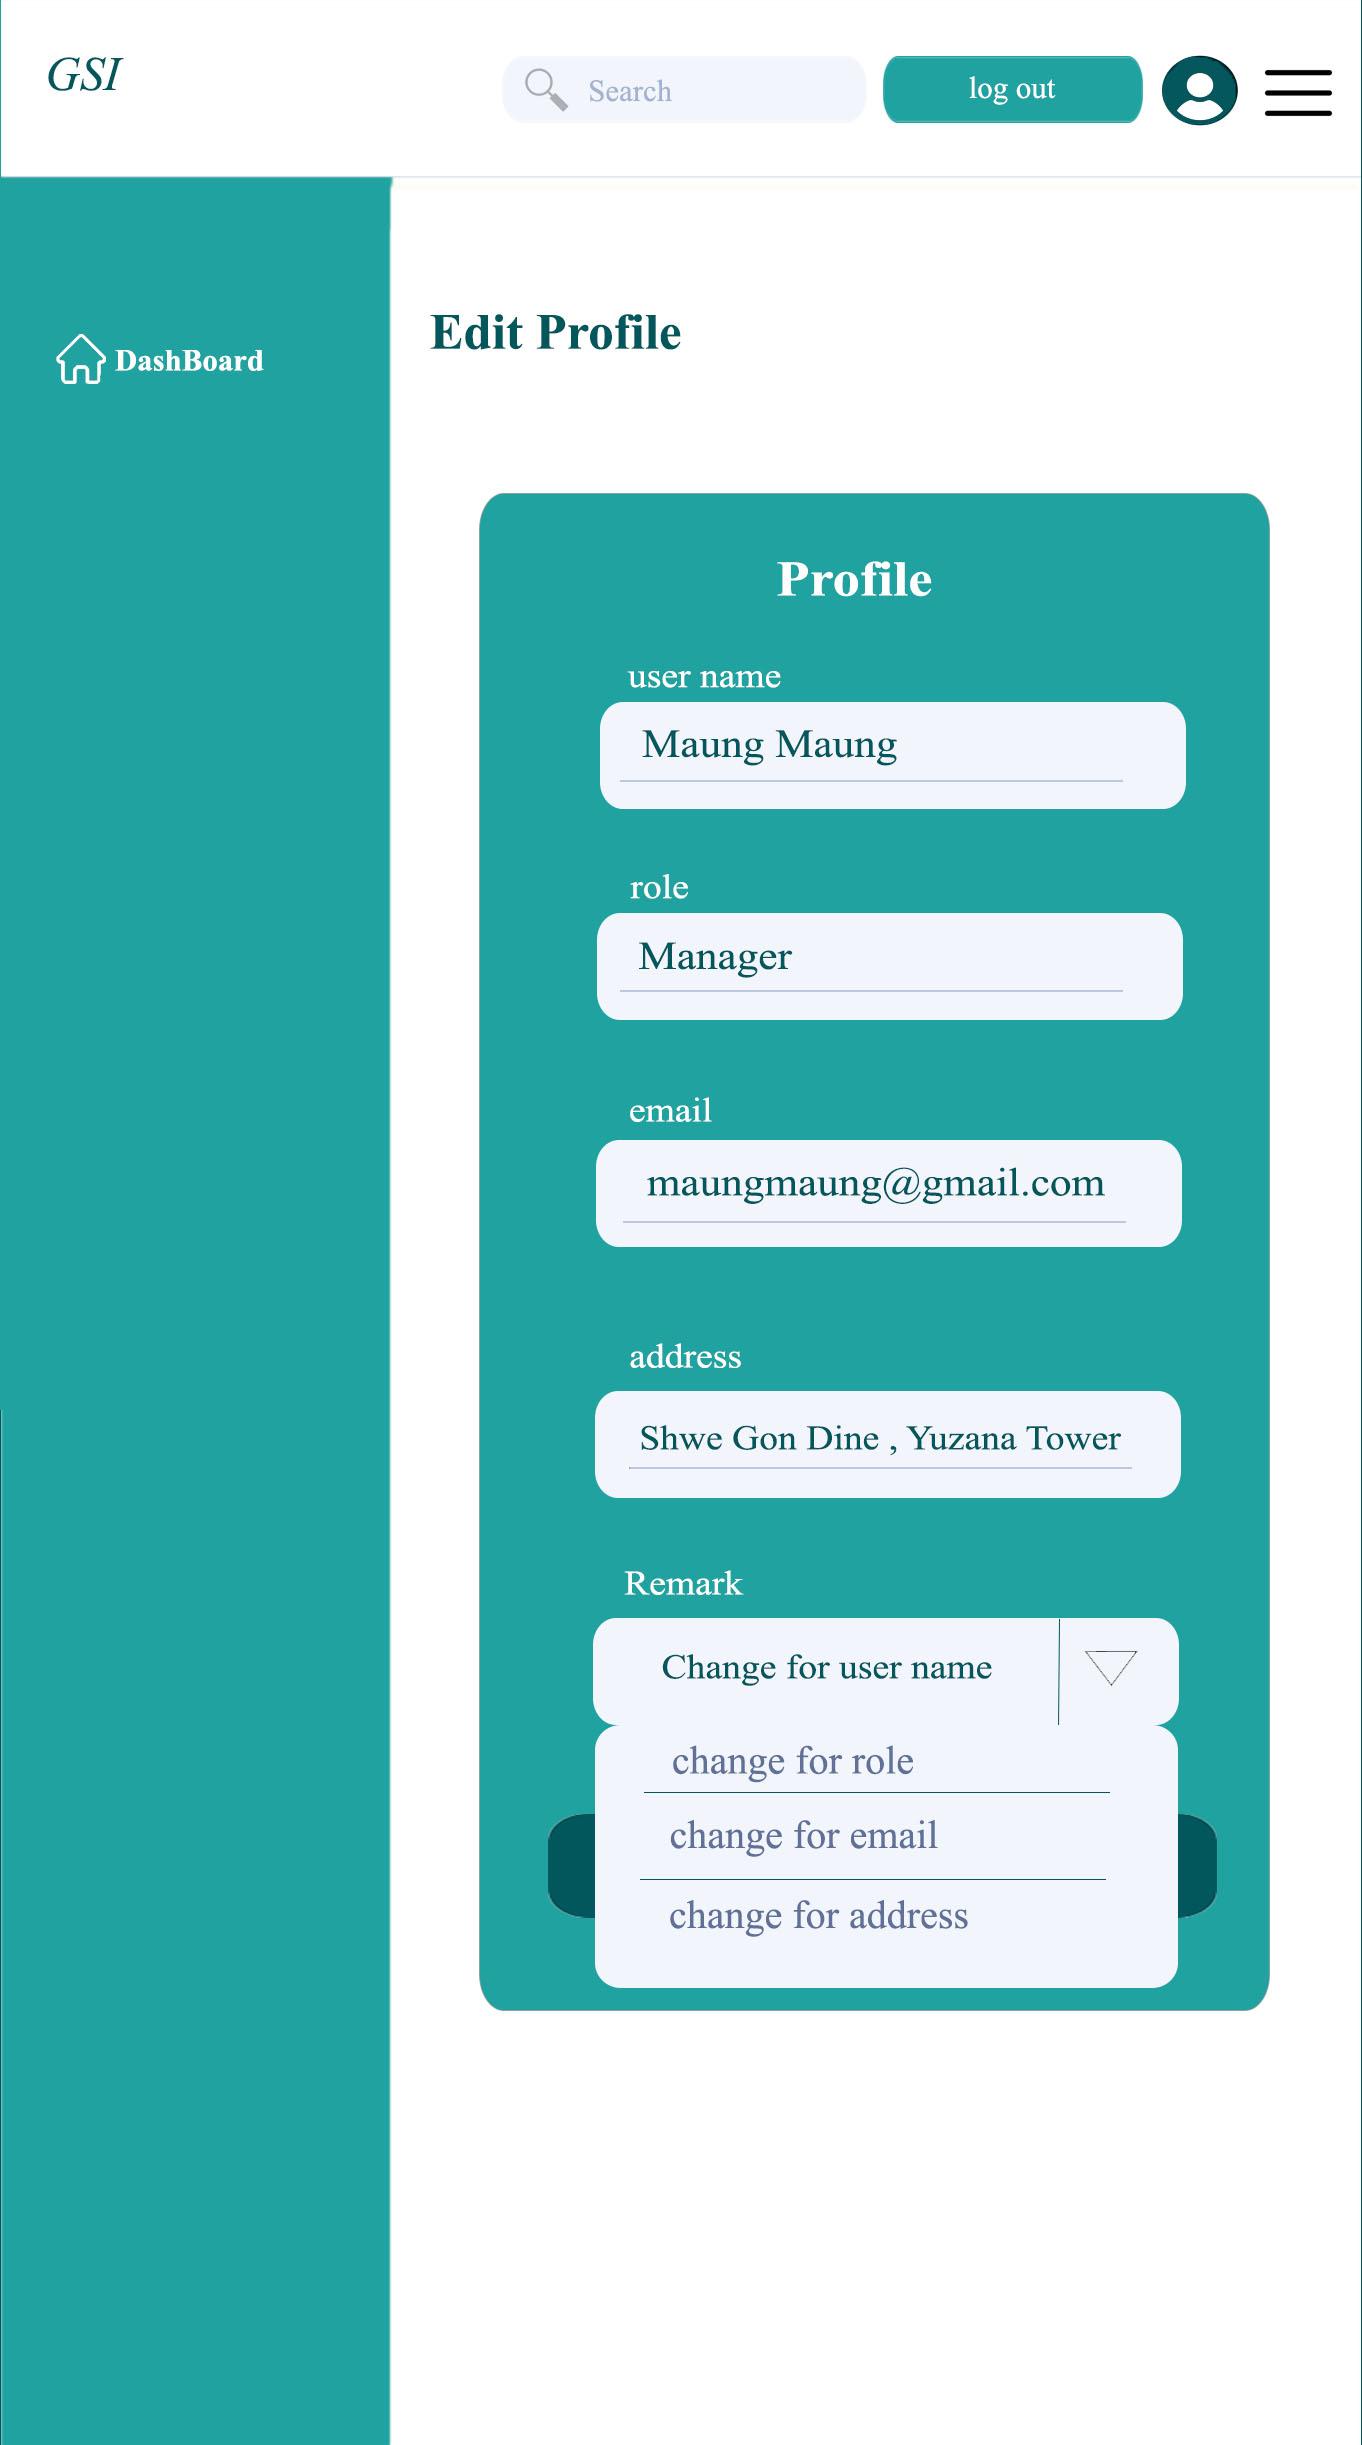 GSI
Search
log out
DashBoard
Edit Profile
Profile
user name
Maung Maung
role
Manager
email
maungmaung@gmail.com
address
Shwe Gon Dine , Yuzana Tower
Remark
Change for user name
change for role
change for email
change for address